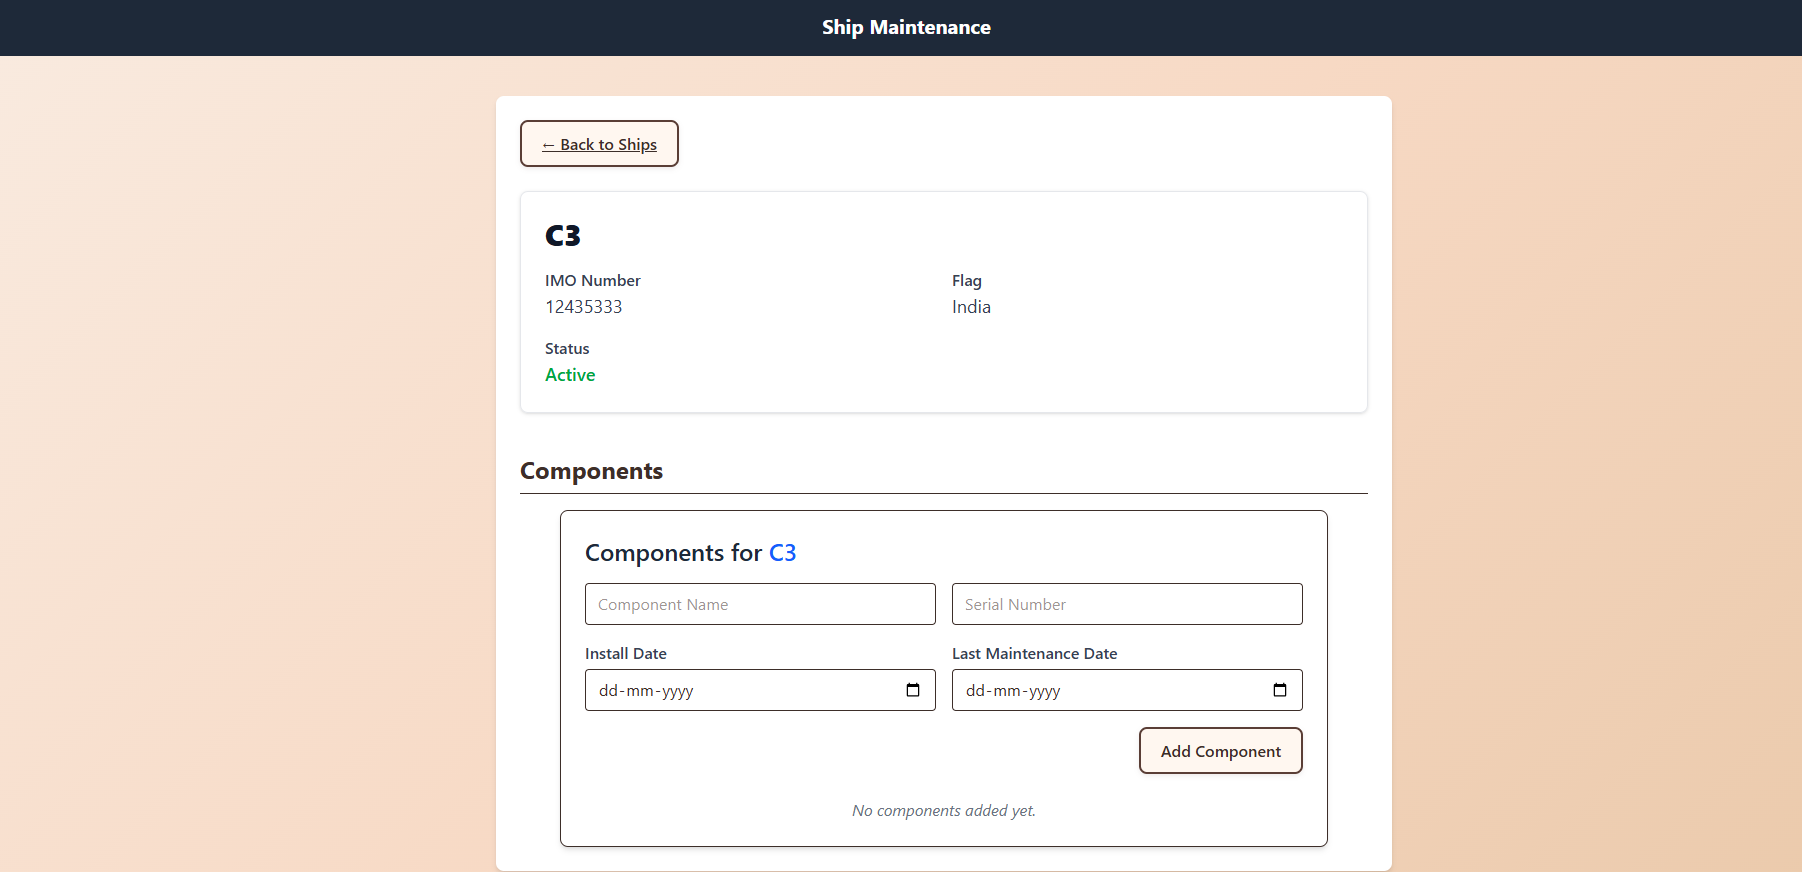 Ship Maintenance
← Back to Ships
C3
IMO Number
12435333
Flag
India
Status
Active
Components
Components for C3
Component Name
Serial Number
Install Date
dd-mm-yyyy
Last Maintenance Date
dd-mm-yyyy
Add Component
No components added yet.